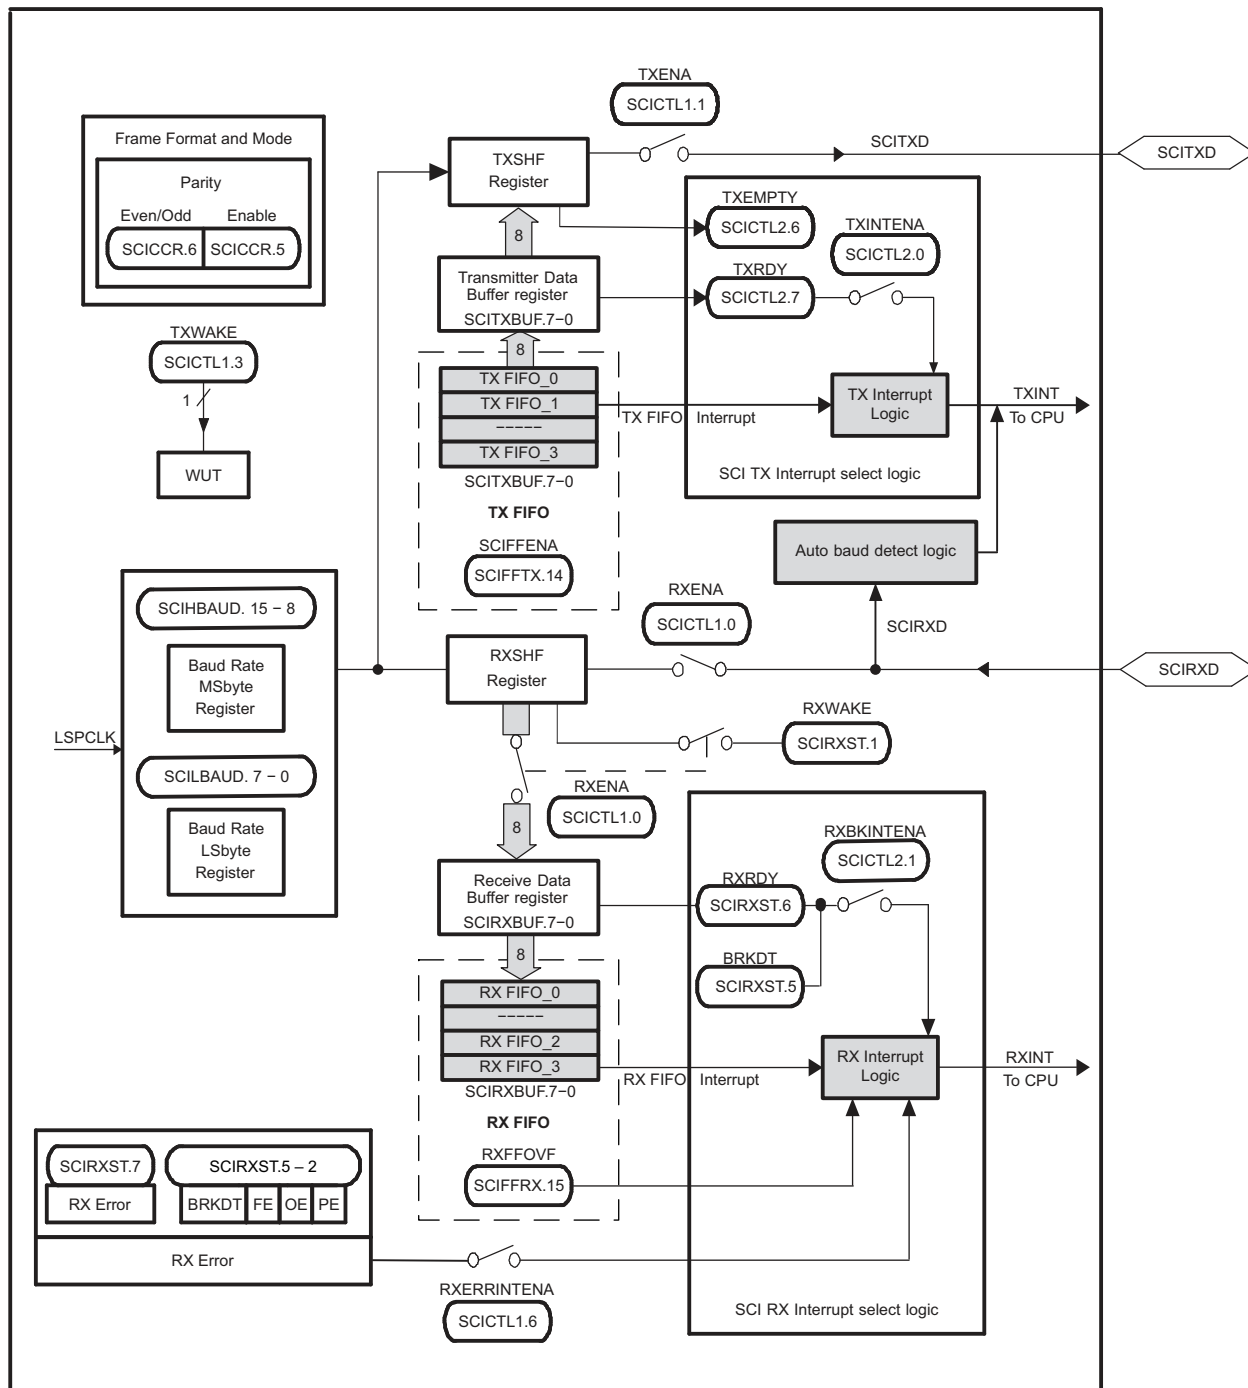 TXENA
SCICTL1.1
Frame Format and Mode
Parity
Even/Odd Enable
SCICCR.6 SCICCR.5
TXSHF
Register
SCITXD
SCITXD
TXEMPTY
SCICTL2.6
TXINTENA
SCICTL2.0
8
Transmitter Data
Buffer register
SCITXBUF.7−0
TXRDY
SCICTL2.7
TXWAKE
SCICTL1.3
1
WUT
8
TX FIFO_0
TX FIFO_1
−−−−−
TX FIFO_3
SCITXBUF.7−0
TX FIFO
SCIFFENA
SCIFFTX.14
TX FIFO Interrupt
TX Interrupt
Logic
TXINT
To CPU
SCI TX Interrupt select logic
Auto baud detect logic
SCIHBAUD. 15 − 8
Baud Rate
MSbyte
Register
LSPCLK
SCILBAUD. 7 − 0
Baud Rate
LSbyte
Register
RXENA
SCICTL1.0
SCIRXD
SCIRXD
RXSHF
Register
RXWAKE
SCIRXST.1
RXENA
SCICTL1.0
8
Receive Data
Buffer register
SCIRXBUF.7−0
RXBKINTENA
SCICTL2.1
RXRDY
SCIRXST.6
BRKDT
SCIRXST.5
8
RX FIFO_0
−−−−−
RX FIFO_2
RX FIFO_3
SCIRXBUF.7−0
RX FIFO
RXFFOVF
SCIFFRX.15
RX FIFO Interrupt
RX Interrupt
Logic
RXINT
To CPU
SCIRXST.7 SCIRXST.5 – 2
RX Error BRKDT FE OE PE
RX Error
RXERRINTENA
SCICTL1.6
SCI RX Interrupt select logic